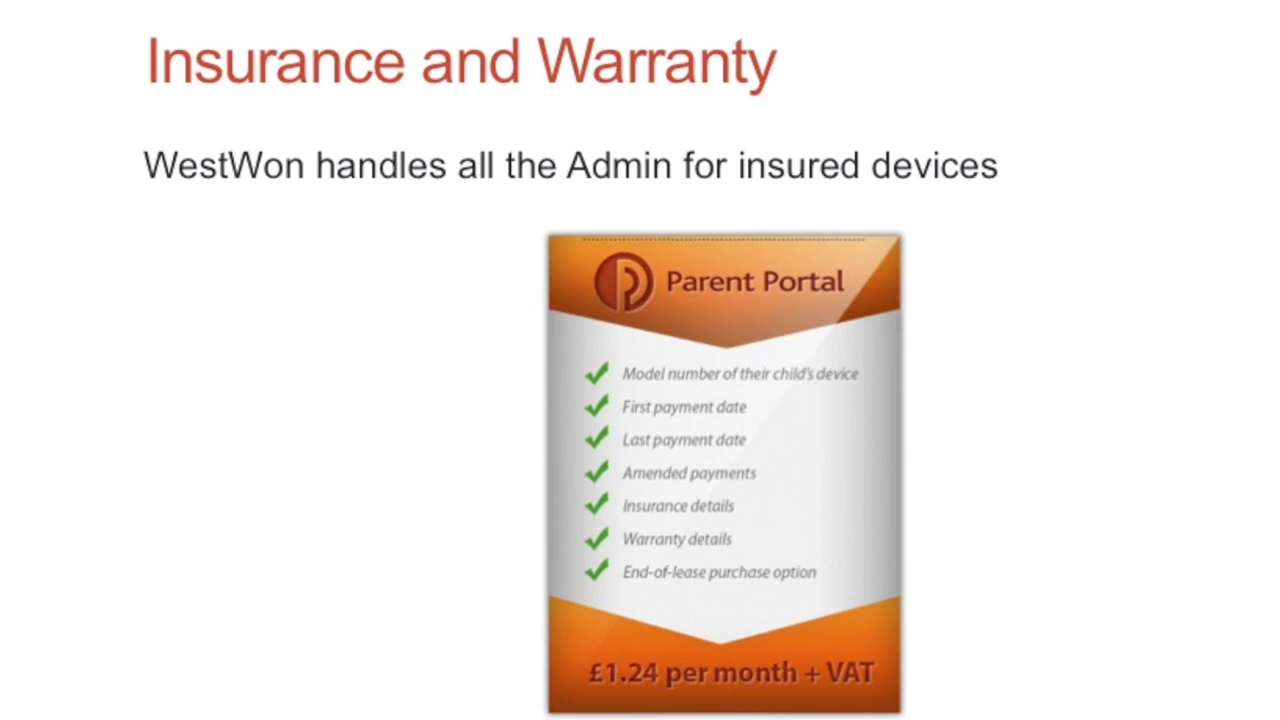 Insurance and Warranty
WestWon handles all the Admin for insured devices
Parent Portal
Model number of their child's device
First payment date
Last payment date
Amended payments
Insurance details
Warranty details
End-of-lease purchase option
£1.24 per month + VAT